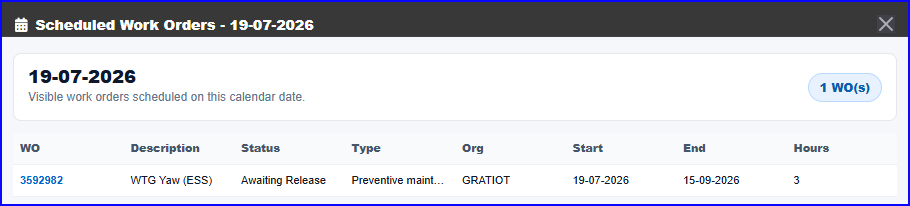 Scheduled Work Orders - 19-07-2026
19-07-2026
Visible work orders scheduled on this calendar date.
1 WO(s)
WO Description Status Type Org Start End Hours
3592982 WTG Yaw (ESS) Awaiting Release Preventive maint... GRATIOT 19-07-2026 15-09-2026 3